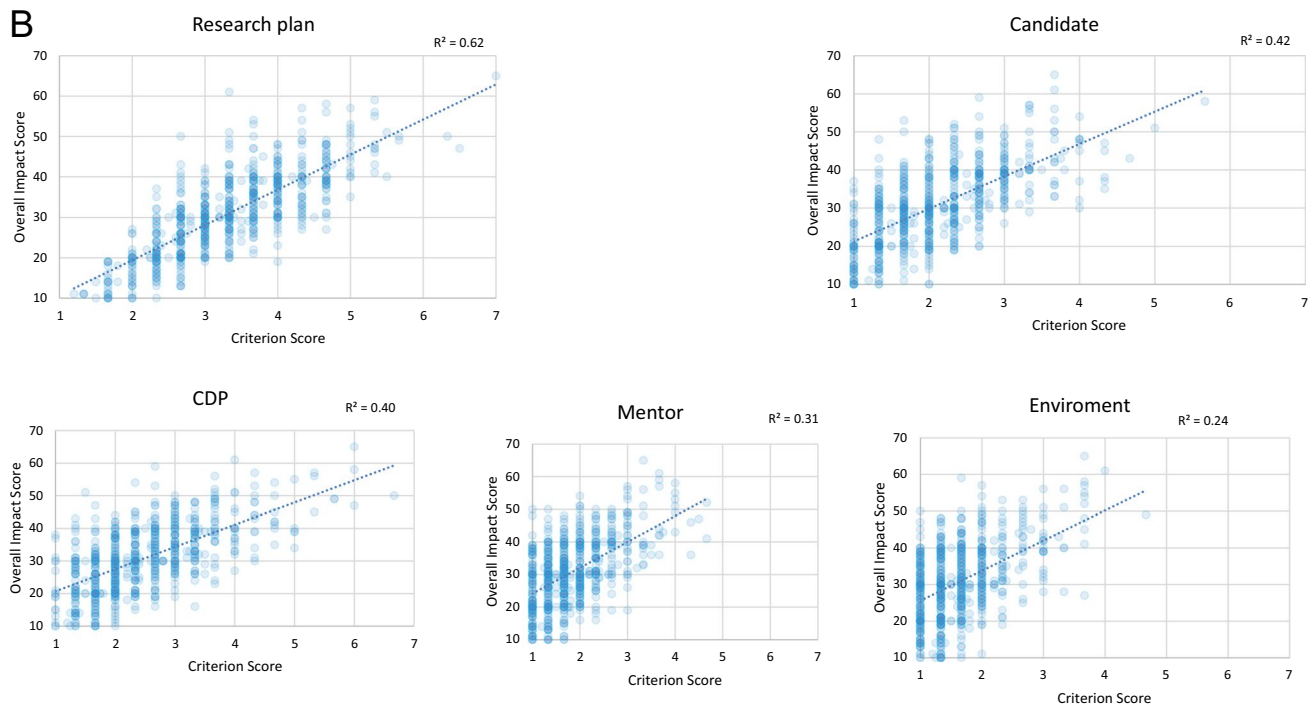 B
Research plan
R² = 0.62
70
60
50
40
30
20
10
Overall Impact Score
1 2 3 4 5 6 7
Criterion Score
Candidate
R² = 0.42
70
60
50
40
30
20
10
Overall Impact Score
1 2 3 4 5 6 7
Criterion Score
CDP
R² = 0.40
70
60
50
40
30
20
10
Overall Impact Score
1 2 3 4 5 6 7
Criterion Score
Mentor
R² = 0.31
70
60
50
40
30
20
10
Overall Impact Score
1 2 3 4 5 6 7
Criterion Score
Enviroment
R² = 0.24
70
60
50
40
30
20
10
Overall Impact Score
1 2 3 4 5 6 7
Criterion Score